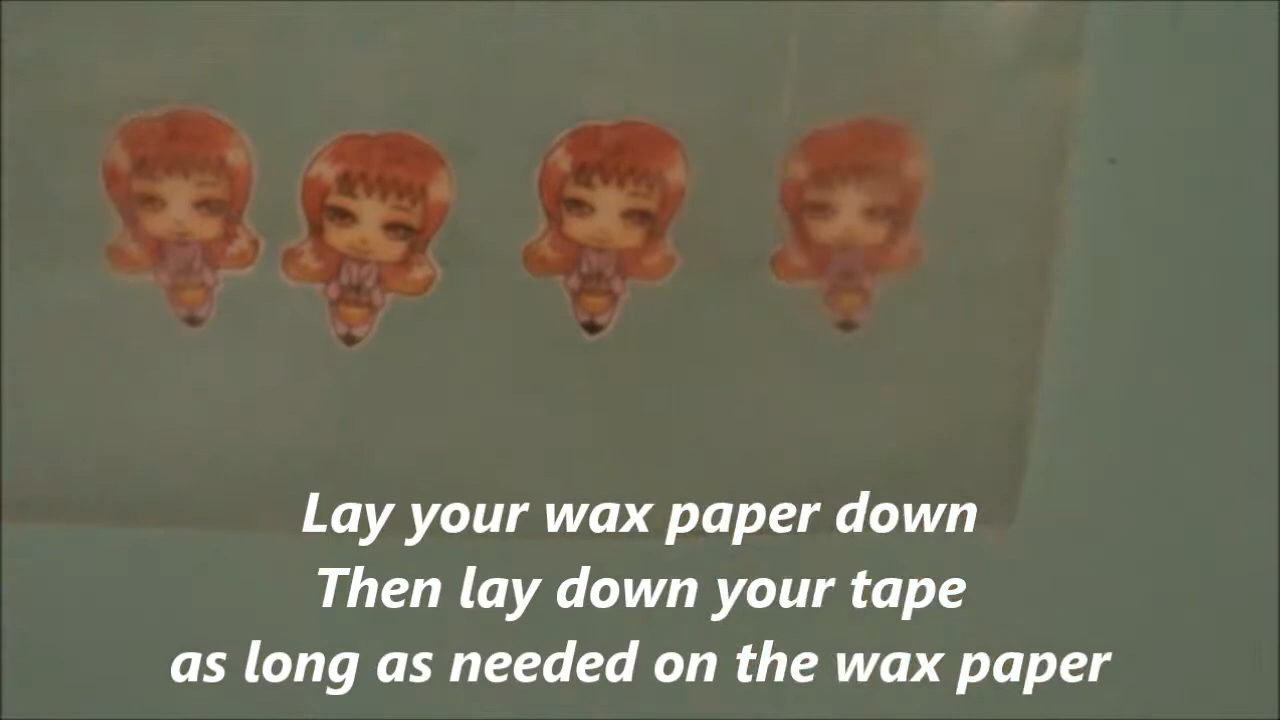 Lay your wax paper down
Then lay down your tape
as long as needed on the wax paper